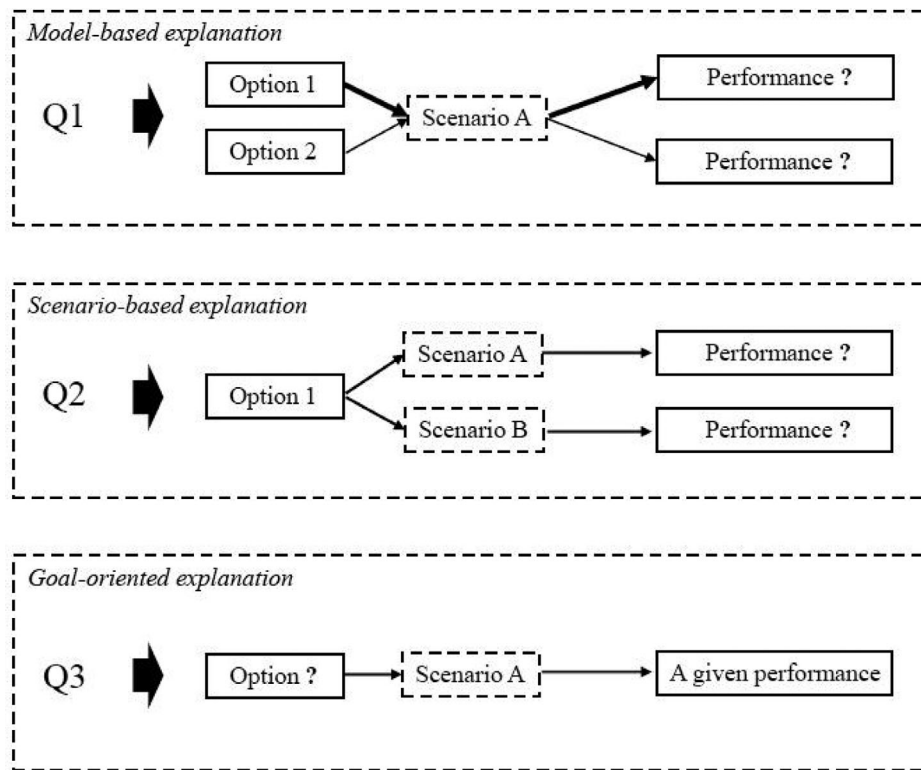 Model-based explanation
Q1
Option 1
Option 2
Scenario A
Performance ?
Performance ?
Scenario-based explanation
Q2
Option 1
Scenario A
Scenario B
Performance ?
Performance ?
Goal-oriented explanation
Q3
Option ?
Scenario A
A given performance